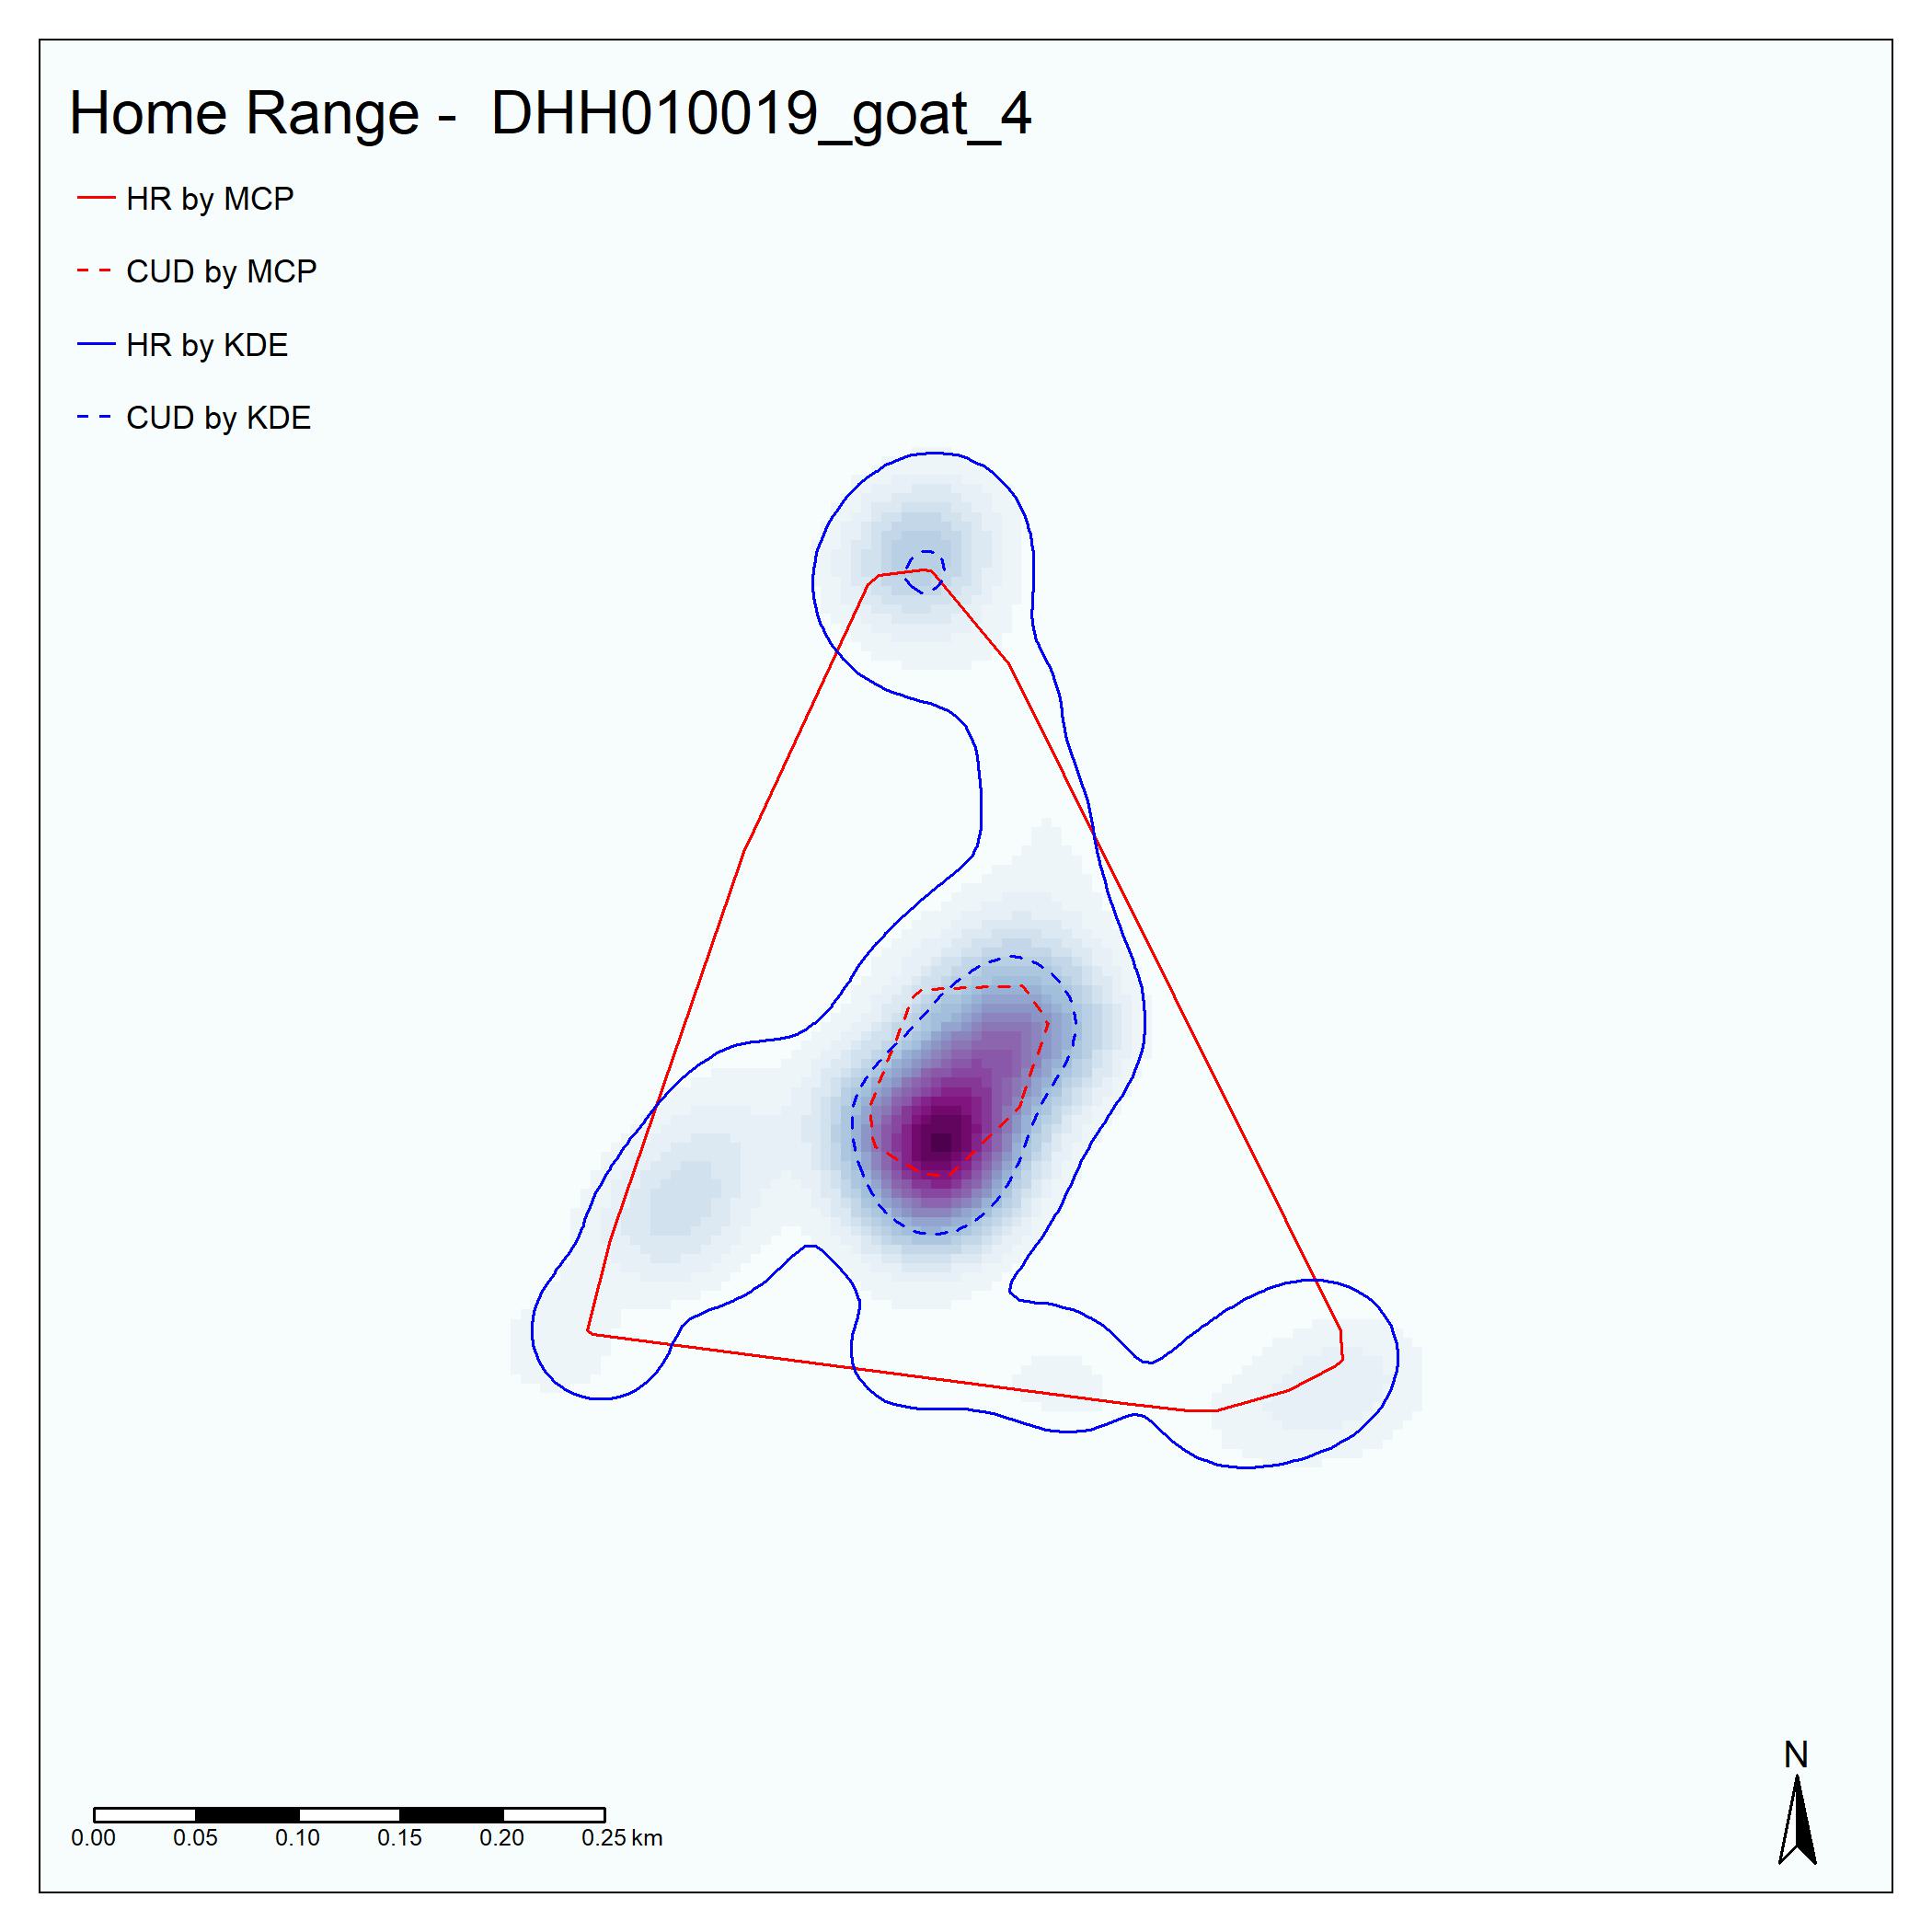 Home Range -  DHH010019_goat_4
HR by MCP
CUD by MCP
HR by KDE
CUD by KDE
N
0.00 0.05 0.10 0.15 0.20 0.25 km